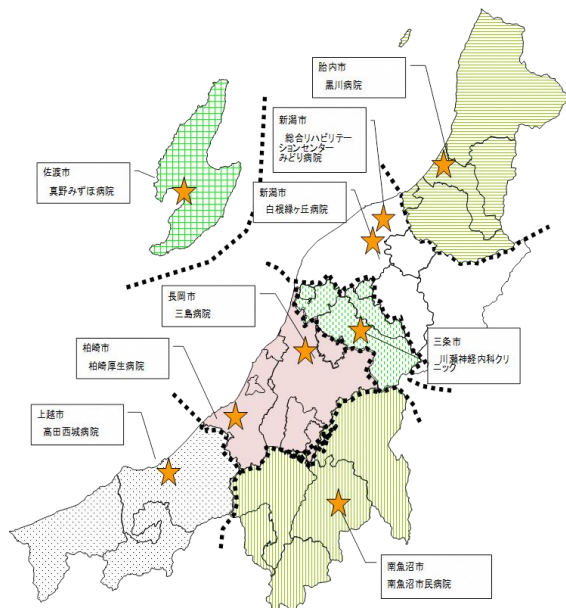 胎内市
黒川病院
新潟市
総合リハビリテー
ションセンター
みどり病院
佐渡市
真野みずほ病院
新潟市
白根緑ヶ丘病院
長岡市
三島病院
三条市
川瀬神経内科クリ
ニック
柏崎市
柏崎厚生病院
上越市
高田西城病院
南魚沼市
南魚沼市民病院